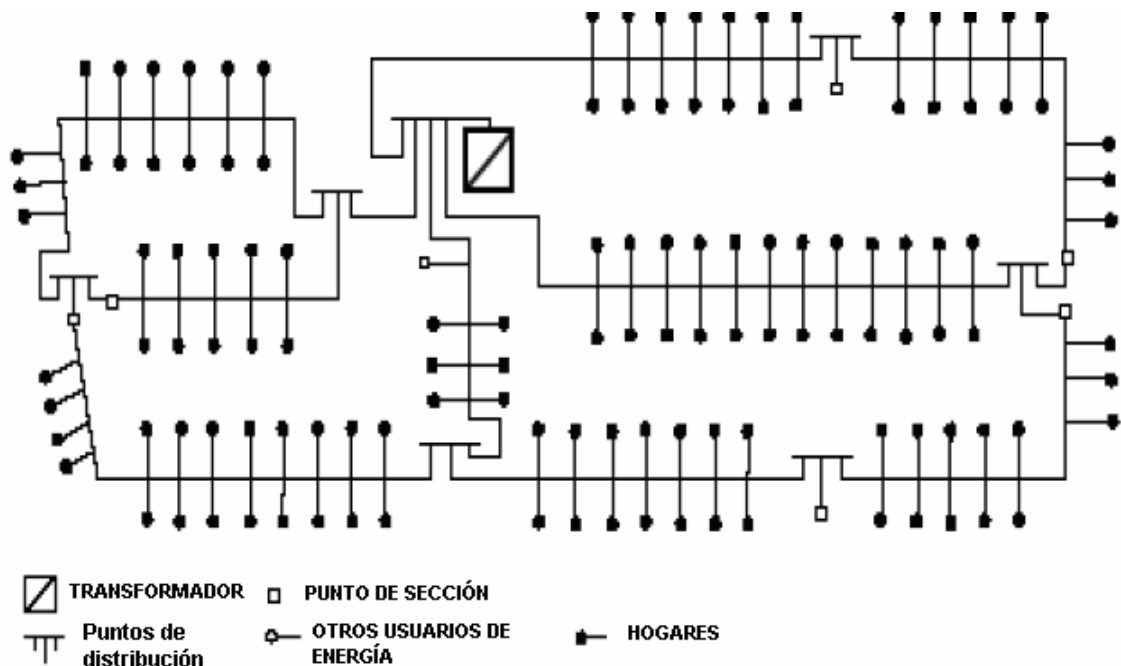 TRANSFORMADOR
PUNTO DE SECCIÓN
Puntos de
distribución
OTROS USUARIOS DE
ENERGÍA
HOGARES